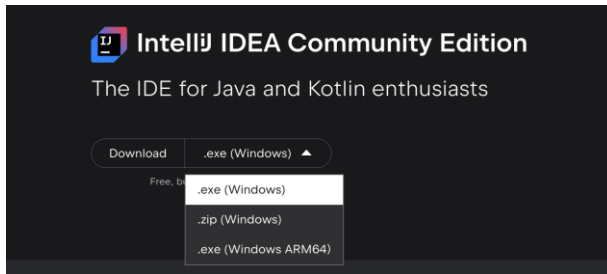 IJ
IntelliJ IDEA Community Edition
The IDE for Java and Kotlin enthusiasts
Download .exe (Windows)
Free,
.exe (Windows)
.zip (Windows)
.exe (Windows ARM64)